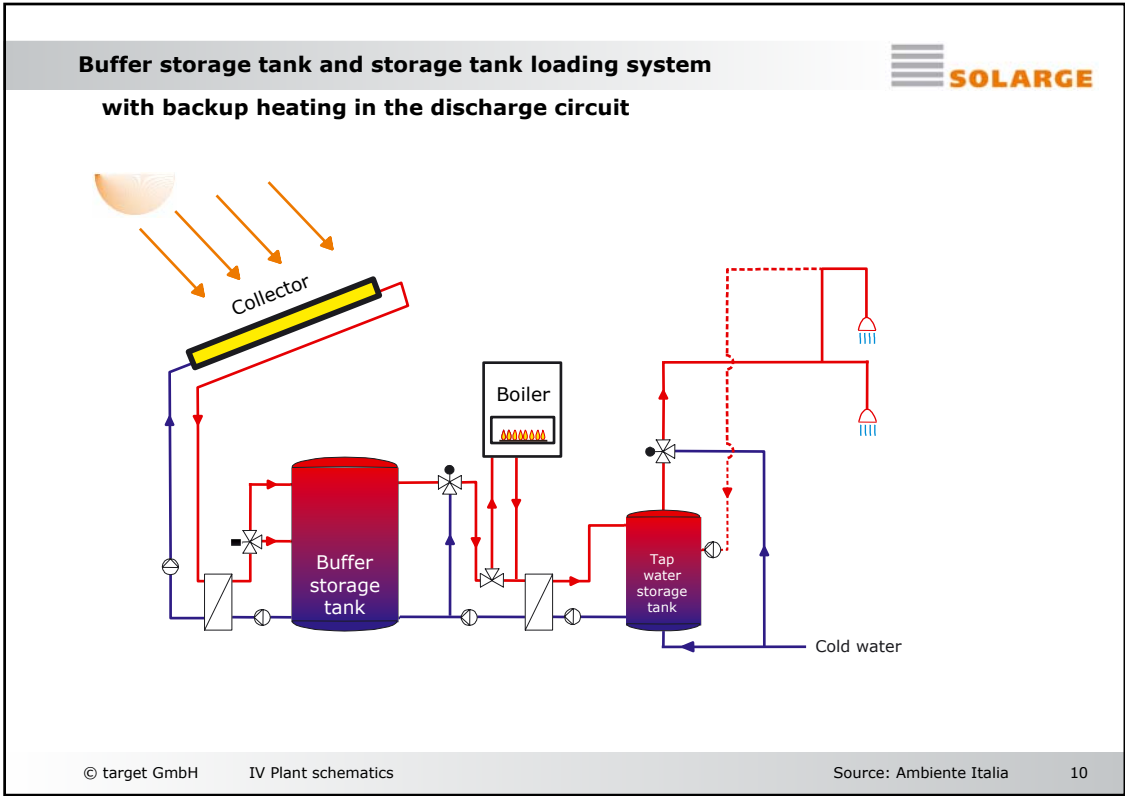 Buffer storage tank and storage tank loading system
with backup heating in the discharge circuit
SOLARGE
Collector
Boiler
Buffer
storage
tank
Tap
water
storage
tank
Cold water
© target GmbH IV Plant schematics Source: Ambiente Italia 10